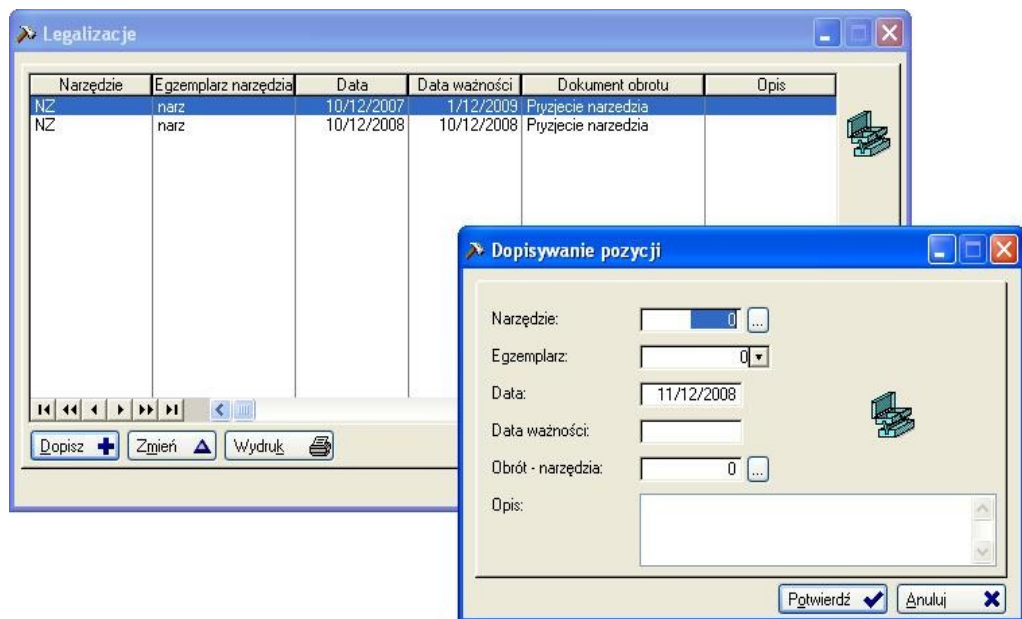 Legalizacje
Narzędzie Egzemplarz narzędzia Data Data ważności Dokument obrotu Opis
NZ narz 10/12/2007 1/12/2009 Pryzjecie narzedzia
NZ narz 10/12/2008 10/12/2008 Pryzjecie narzedzia
Dopisz Zmień Wydruk
Dopisywanie pozycji
Narzędzie: 0 ...
Egzemplarz: 0
Data: 11/12/2008
Data ważności:
Obrót - narzędzia: 0 ...
Opis:
Potwierdź Anuluj